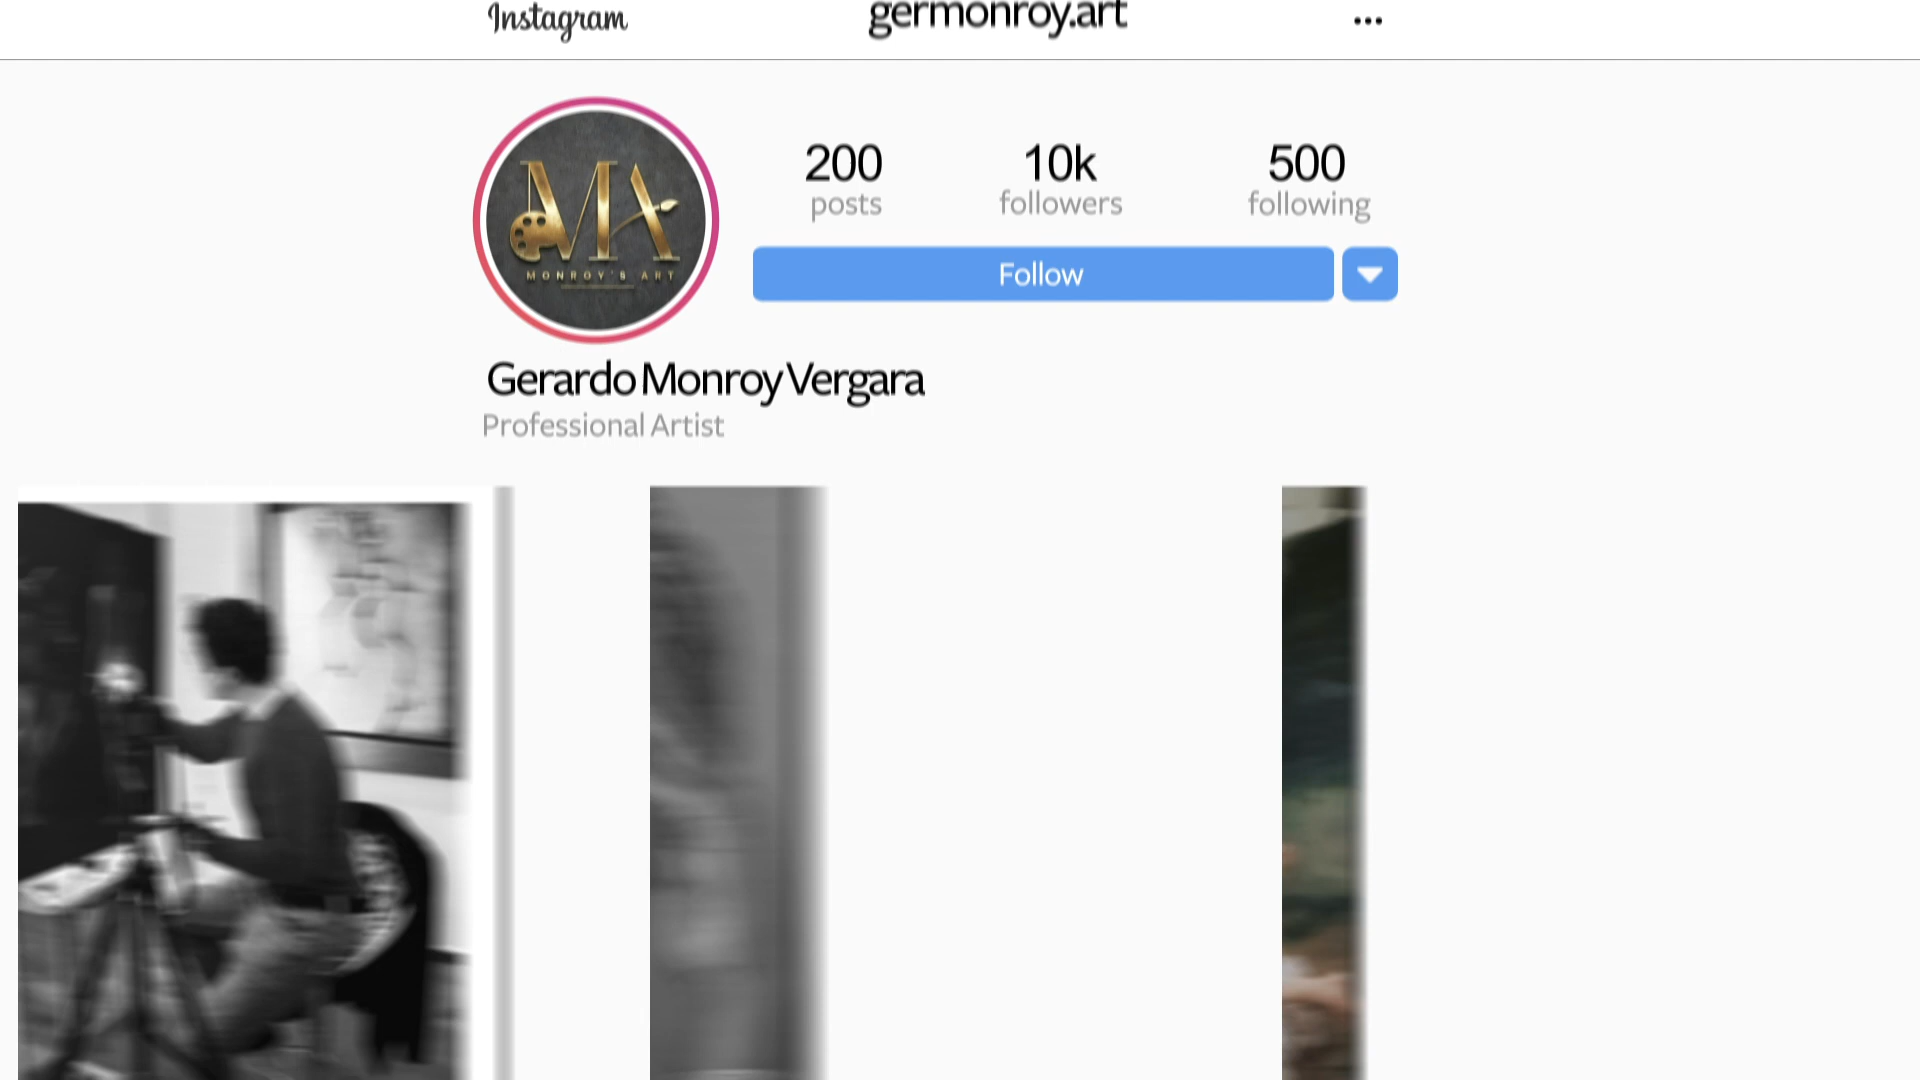 Instagram
germonroy.art
...
MA
MONROY'S ART
200
posts
10k
followers
500
following
Follow
Gerardo Monroy Vergara
Professional Artist